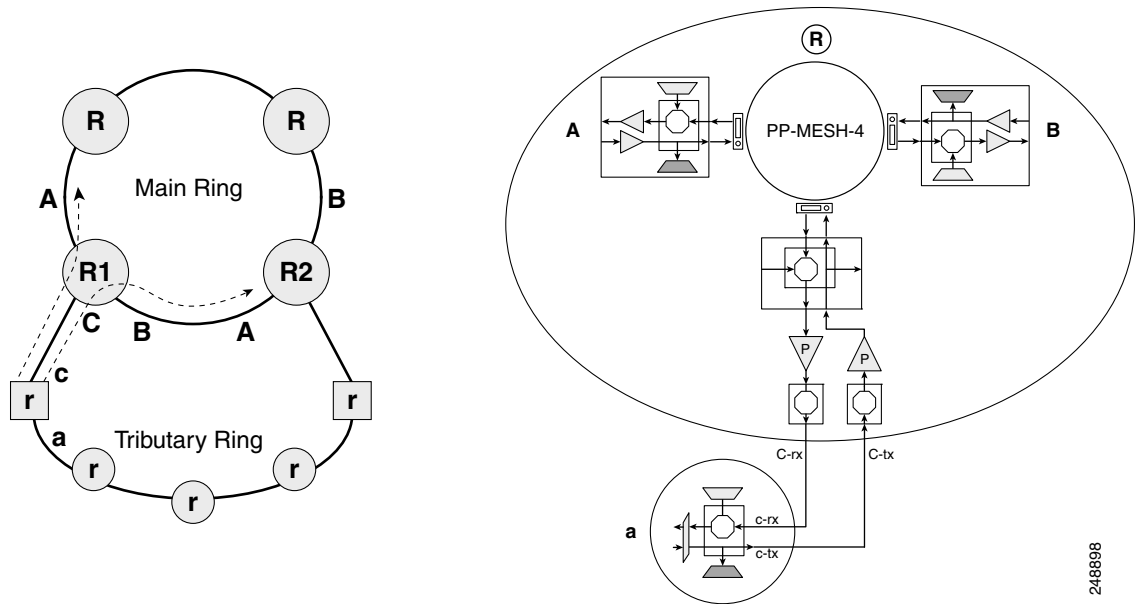 R
R
A
Main Ring
B
R1
R2
C
B
A
c
r
r
a
Tributary Ring
r
r
r
R
A
PP-MESH-4
B
P
P
C-rx
C-tx
a
c-rx
c-tx
248898